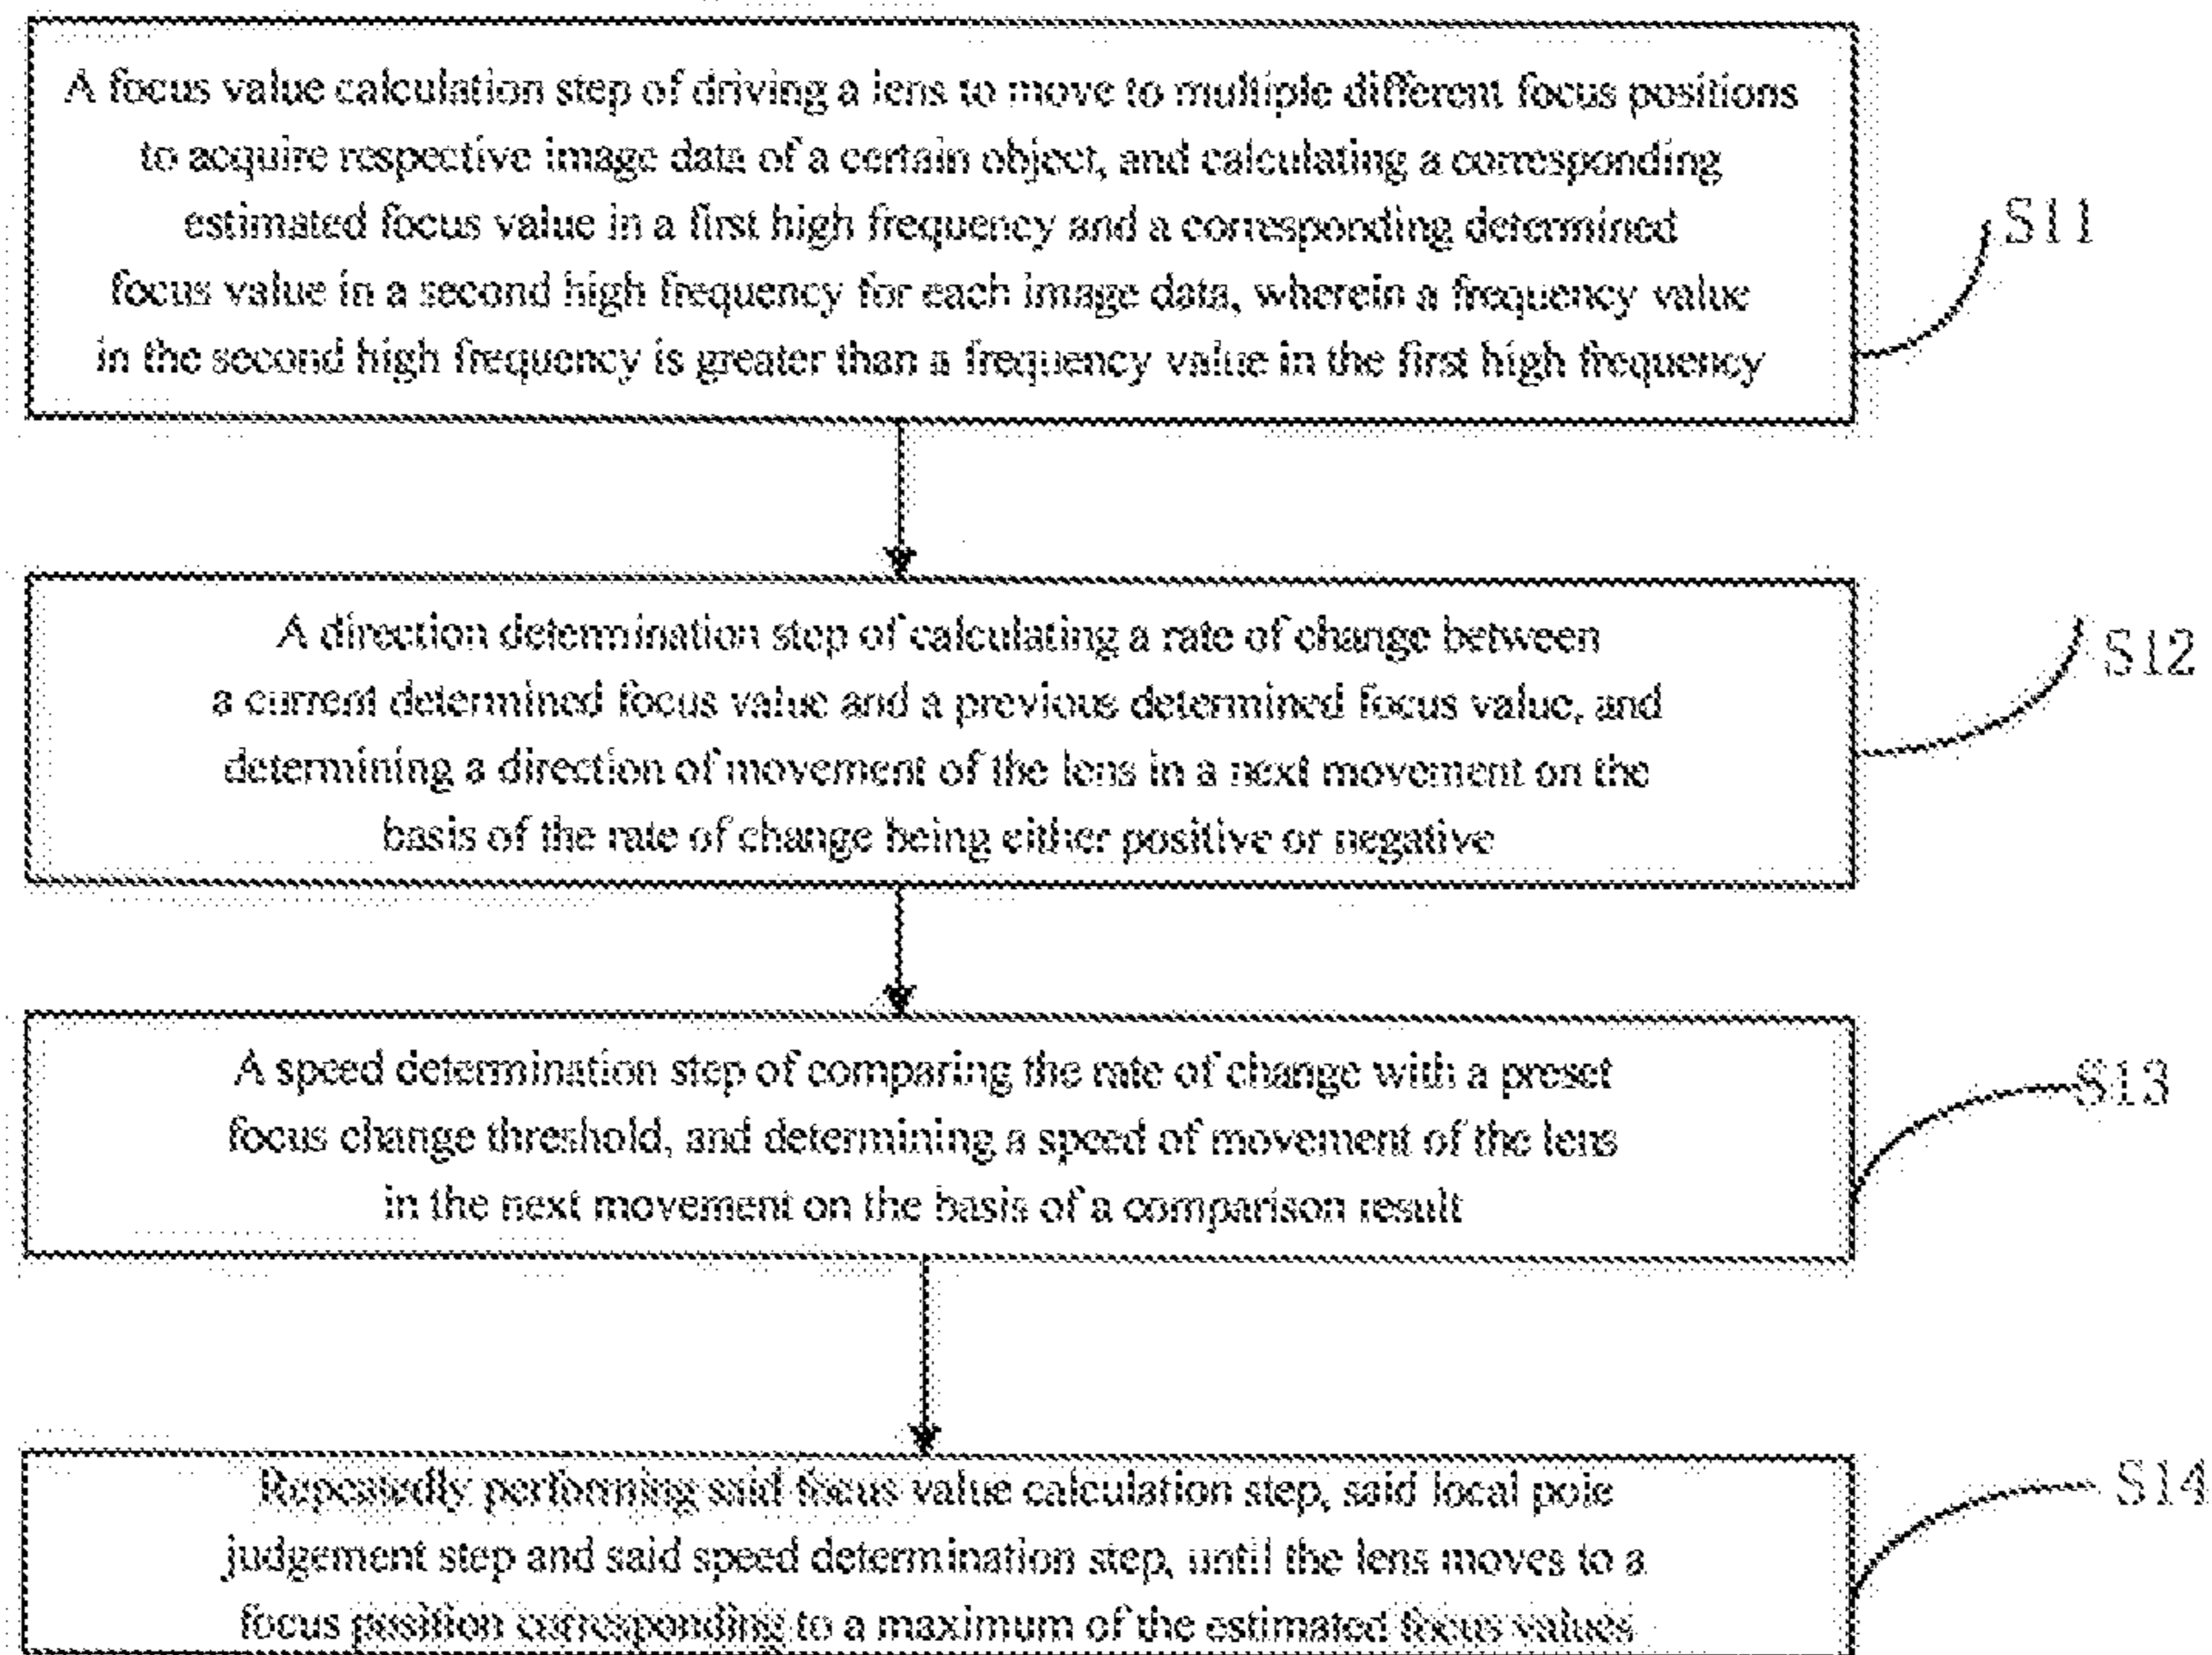 A focus value calculation step of driving a lens to move to multiple different focus positions
to acquire respective image data of a certain object, and calculating a corresponding
estimated focus value in a first high frequency and a corresponding determined
focus value in a second high frequency for each image data, wherein a frequency value
in the second high frequency is greater than a frequency value in the first high frequency
S11
A direction determination step of calculating a rate of change between
a current determined focus value and a previous determined focus value, and
determining a direction of movement of the lens in a next movement on the
basis of the rate of change being either positive or negative
S12
A speed determination step of comparing the rate of change with a preset
focus change threshold, and determining a speed of movement of the lens
in the next movement on the basis of a comparison result
S13
Repeatedly performing said focus value calculation step, said local pole
judgement step and said speed determination step, until the lens moves to a
focus position corresponding to a maximum of the estimated focus values
S14